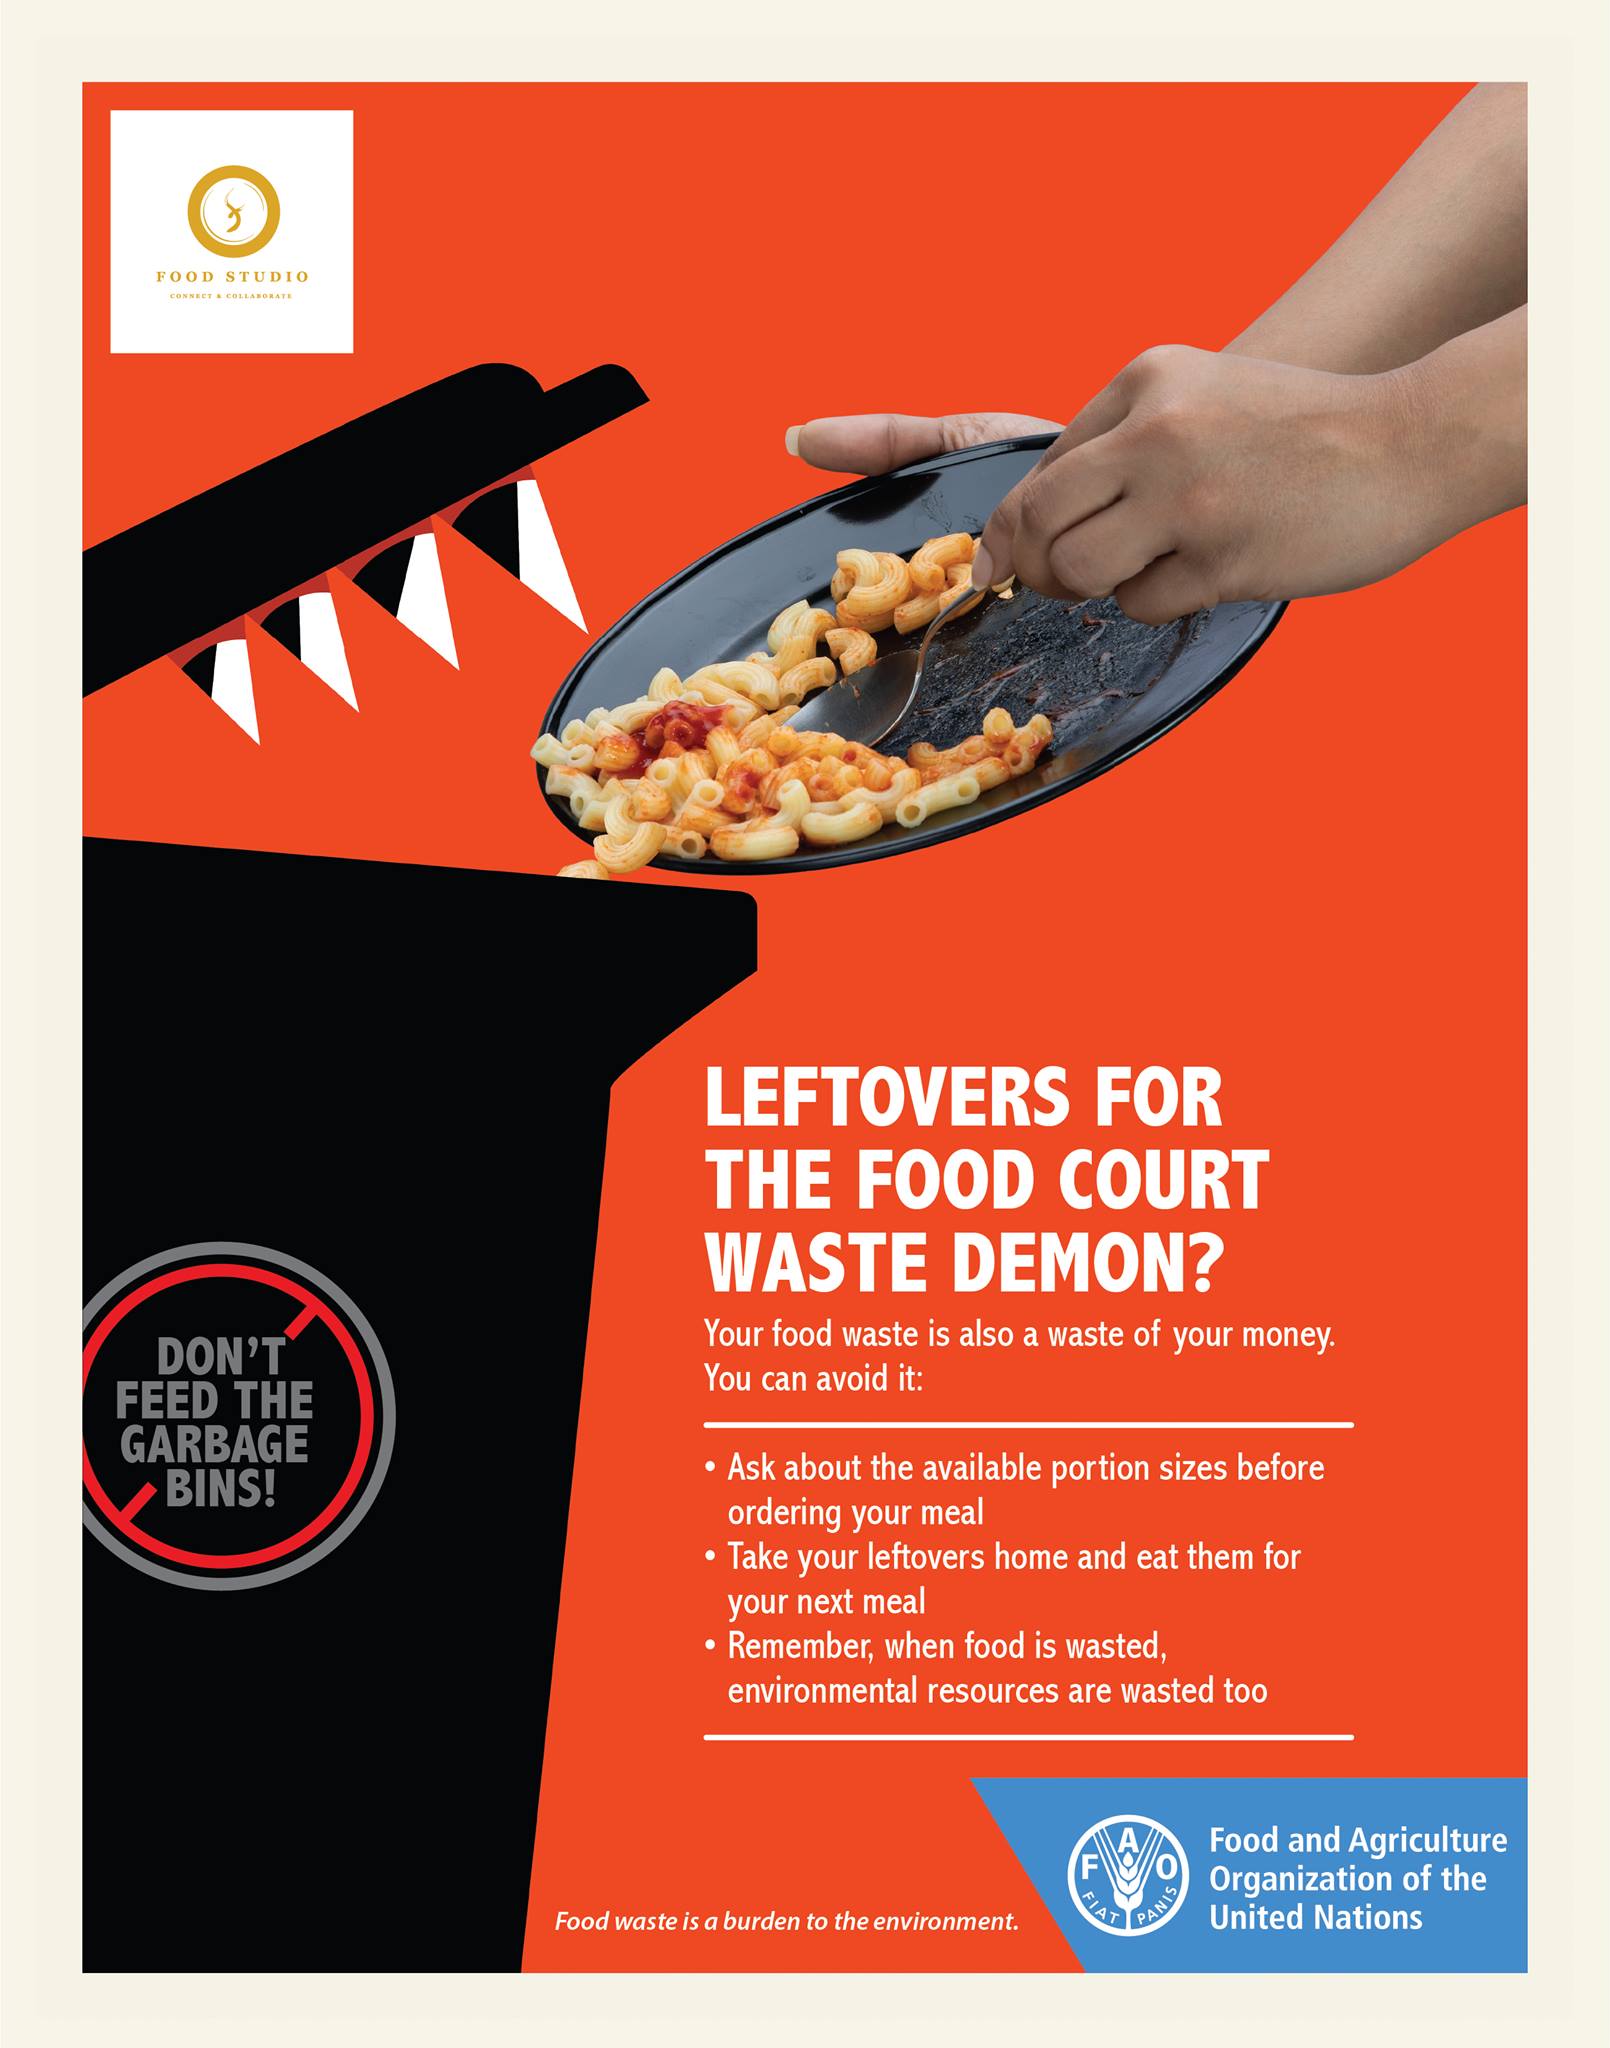 FOOD STUDIO
CONNECT & COLLABORATE
LEFTOVERS FOR
THE FOOD COURT
WASTE DEMON?
Your food waste is also a waste of your money.
You can avoid it:
• Ask about the available portion sizes before
ordering your meal
• Take your leftovers home and eat them for
your next meal
• Remember, when food is wasted,
environmental resources are wasted too
DON'T
FEED THE
GARBAGE
BINS!
Food waste is a burden to the environment.
F A O
FIAT PANIS
Food and Agriculture
Organization of the
United Nations